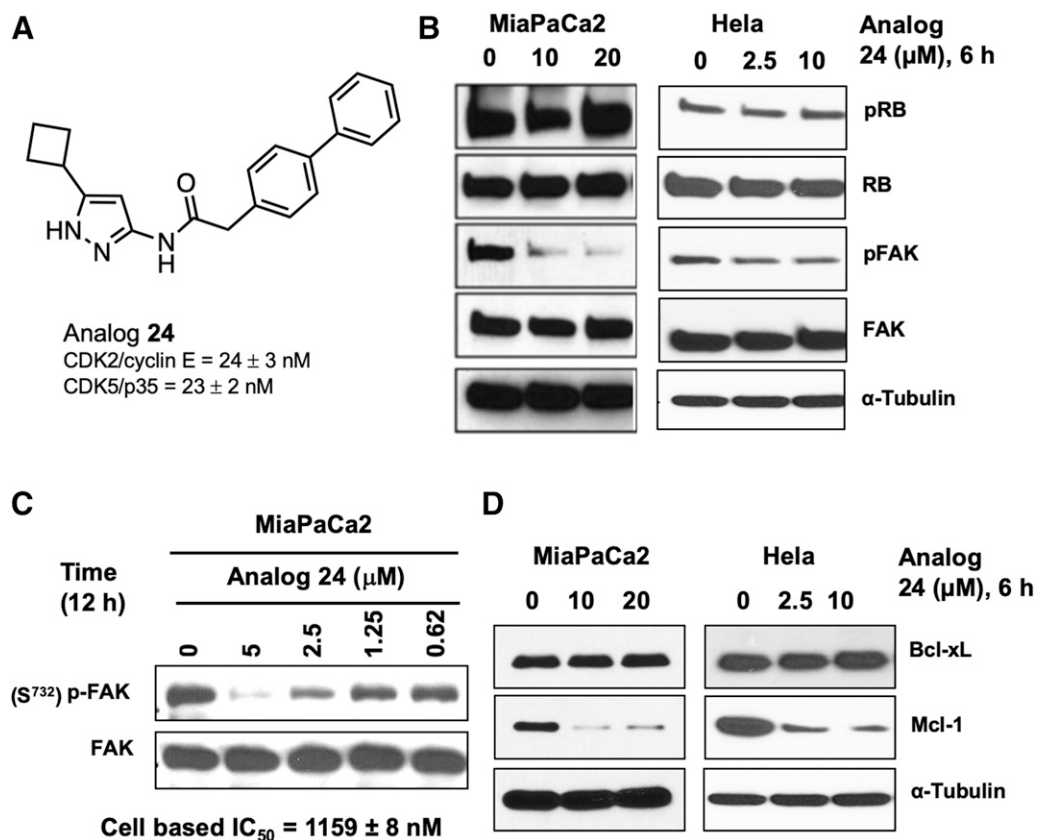 A
O
HN
N
N
H
Analog 24
CDK2/cyclin E = 24 ± 3 nM
CDK5/p35 = 23 ± 2 nM
B
MiaPaCa2
Hela
Analog
24 (μM), 6 h
0 10 20
0 2.5 10
pRB
RB
pFAK
FAK
α-Tubulin
C
MiaPaCa2
Time
(12 h)
Analog 24 (μM)
0 5 2.5 1.25 0.62
(S732) p-FAK
FAK
Cell based IC50 = 1159 ± 8 nM
D
MiaPaCa2
Hela
Analog
24 (μM), 6 h
0 10 20
0 2.5 10
Bcl-xL
Mcl-1
α-Tubulin